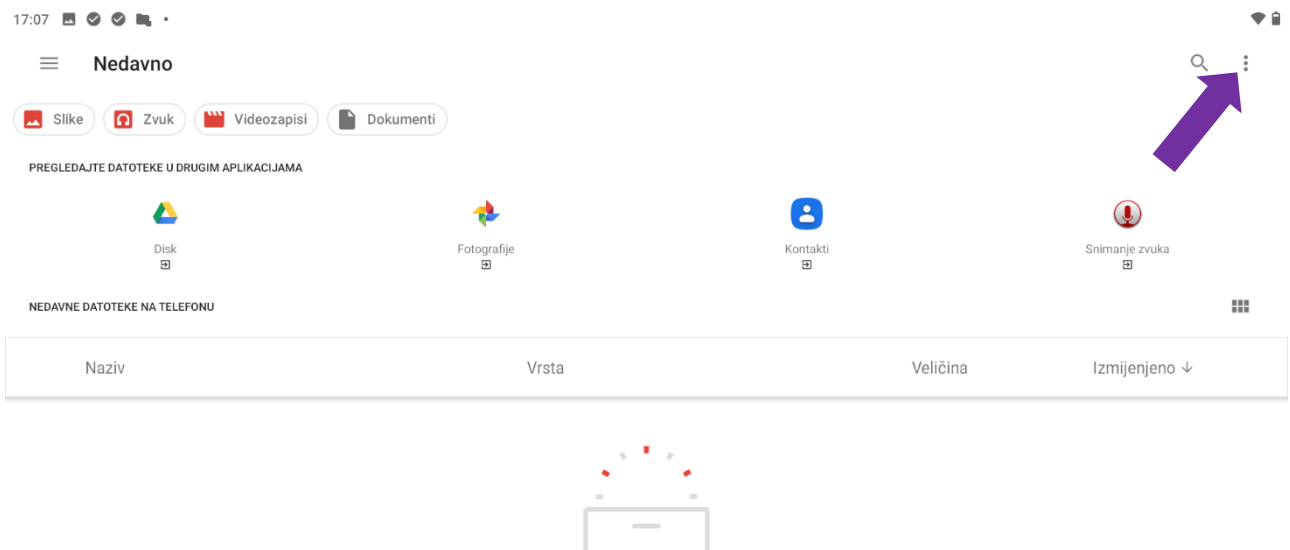 17:07
Nedavno
Slike Zvuk Videozapisi Dokumenti
PREGLEDAJTE DATOTEKE U DRUGIM APLIKACIJAMA
Disk Fotografije Kontakti Snimanje zvuka
NEDAVNE DATOTEKE NA TELEFONU
Naziv Vrsta Veličina Izmijenjeno